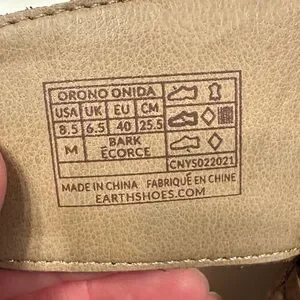 ORONO ONIDA
USA UK EU CM
8.5 6.5 40 25.5
M BARK
ÉCORCE
CNYS022021
MADE IN CHINA FABRIQUÉ EN CHINE
EARTHSHOES.COM